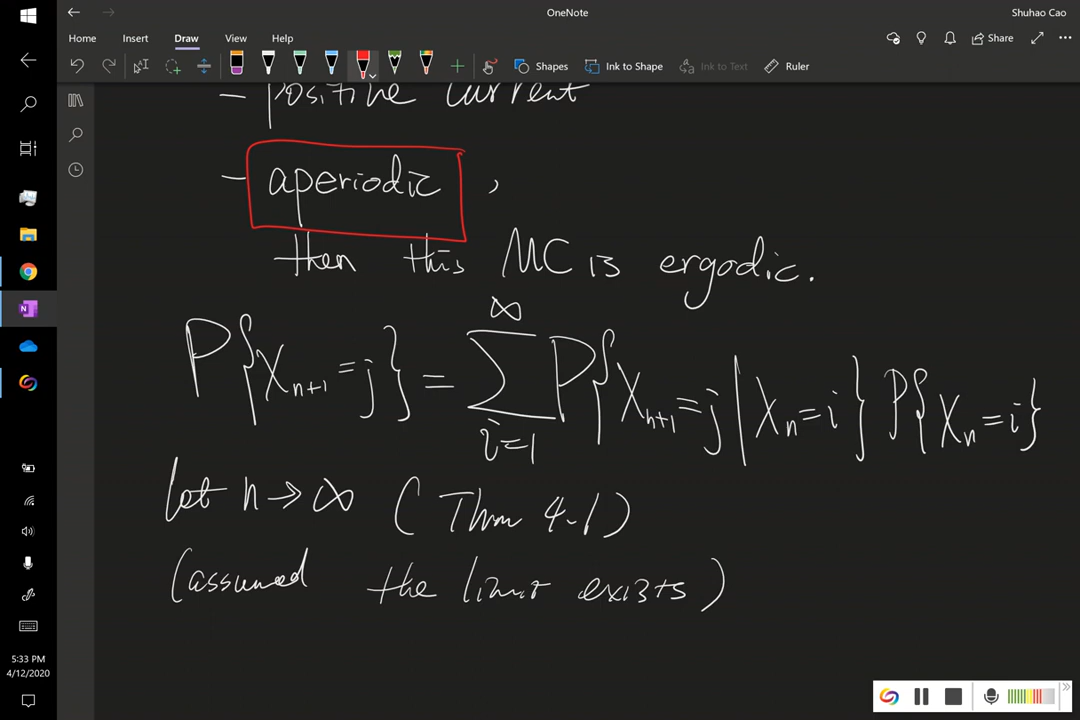 OneNote
Shuhao Cao
Home Insert Draw View Help
Share
Shapes Ink to Shape Ink to Text Ruler
- positive current
- aperiodic ,
then this MC is ergodic.
P{X_{n+1} = j} = \sum_{i=1}^{∞} P{X_{n+1} = j | X_n = i} P{X_n = i}
let n → ∞ (Thm 4-1)
(assumed the limit exists)
5:33 PM
4/12/2020